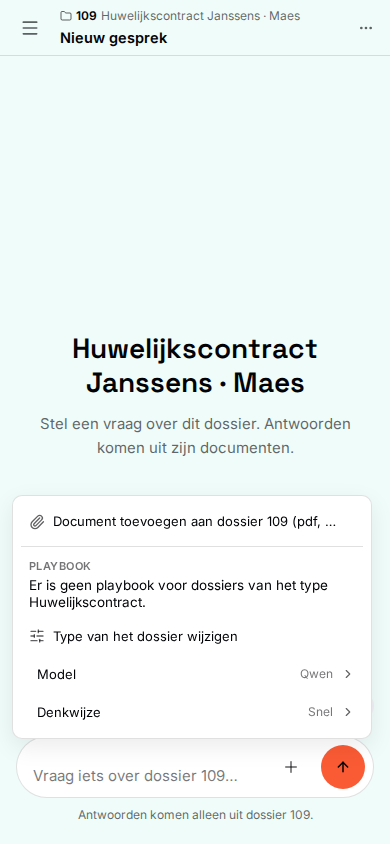 109 Huwelijkscontract Janssens · Maes
Nieuw gesprek
Huwelijkscontract
Janssens · Maes
Stel een vraag over dit dossier. Antwoorden
komen uit zijn documenten.
Document toevoegen aan dossier 109 (pdf, ...
PLAYBOOK
Er is geen playbook voor dossiers van het type
Huwelijkscontract.
Type van het dossier wijzigen
Model Qwen
Denkwijze Snel
Vraag iets over dossier 109...
Antwoorden komen alleen uit dossier 109.